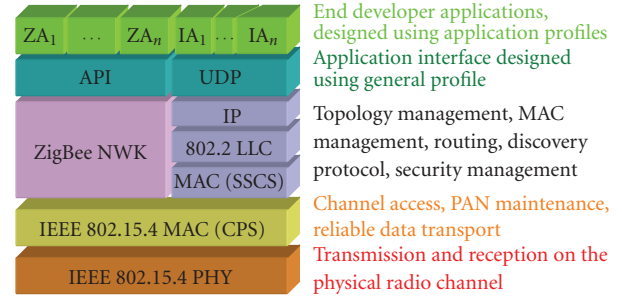 ZA1 ... ZAn IA1 ... IAn
End developer applications,
designed using application profiles
API UDP
Application interface designed
using general profile
ZigBee NWK
IP
802.2 LLC
MAC (SSCS)
Topology management, MAC
management, routing, discovery
protocol, security management
IEEE 802.15.4 MAC (CPS)
Channel access, PAN maintenance,
reliable data transport
IEEE 802.15.4 PHY
Transmission and reception on the
physical radio channel